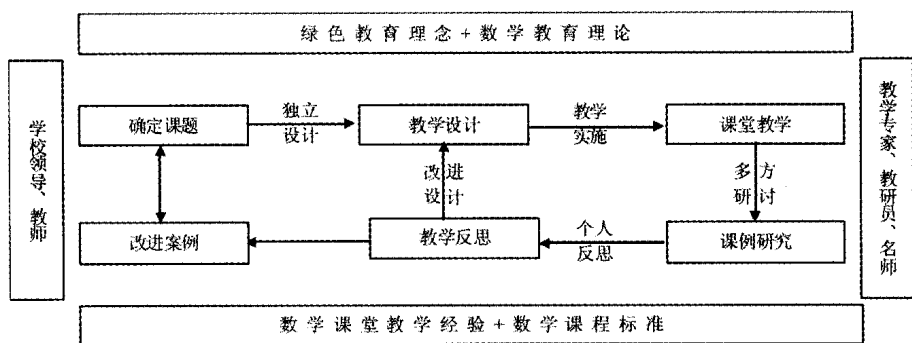 绿色教育理念+数学教育理论
学校领导、教师
教学专家、教研员、名师
确定课题
独立
设计
教学设计
教学
实施
课堂教学
改进
设计
多方
研讨
改进案例
教学反思
个人
反思
课例研究
数学课堂教学经验+数学课程标准